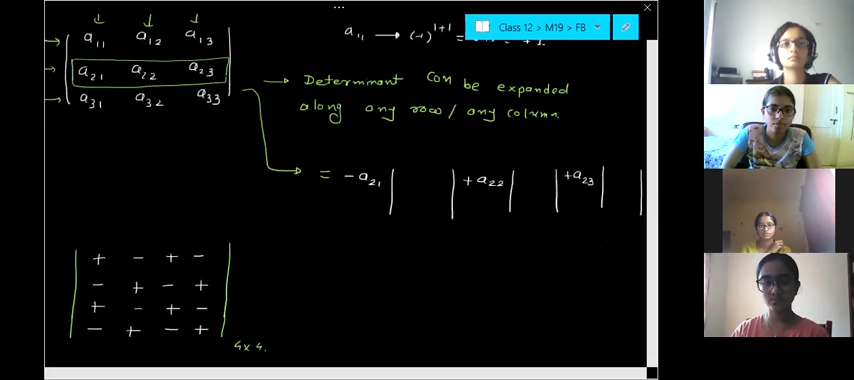 a11 a12 a13
a21 a22 a23
a31 a32 a33
a11 → (-1)^1+1 =
Class 12 > M19 > FB
→ Determinant can be expanded
along any row / any column
= -a21 | | +a22 | | +a23 | |
+ - + -
- + - +
+ - + -
- + - +
4x4.